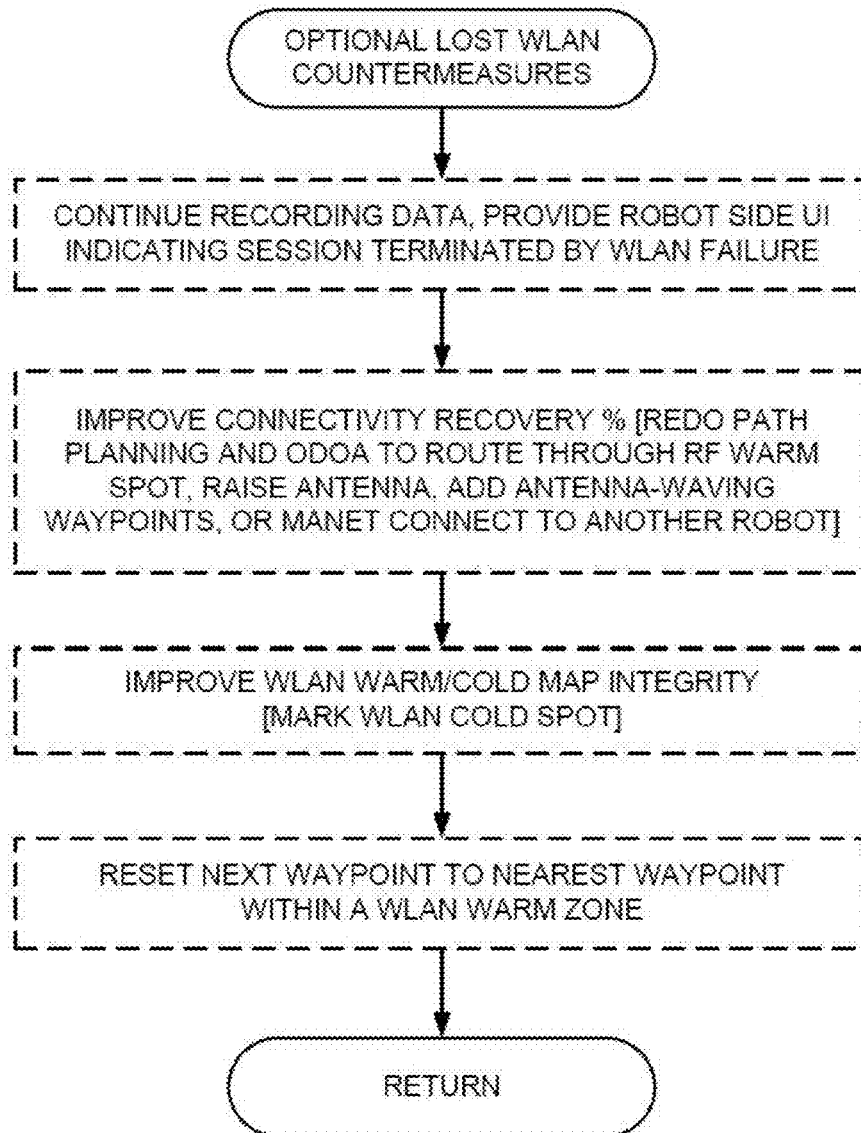 OPTIONAL LOST WLAN
COUNTERMEASURES
CONTINUE RECORDING DATA, PROVIDE ROBOT SIDE UI
INDICATING SESSION TERMINATED BY WLAN FAILURE
IMPROVE CONNECTIVITY RECOVERY % [REDO PATH
PLANNING AND ODOA TO ROUTE THROUGH RF WARM
SPOT, RAISE ANTENNA, ADD ANTENNA-WAVING
WAYPOINTS, OR MANET CONNECT TO ANOTHER ROBOT]
IMPROVE WLAN WARM/COLD MAP INTEGRITY
[MARK WLAN COLD SPOT]
RESET NEXT WAYPOINT TO NEAREST WAYPOINT
WITHIN A WLAN WARM ZONE
RETURN